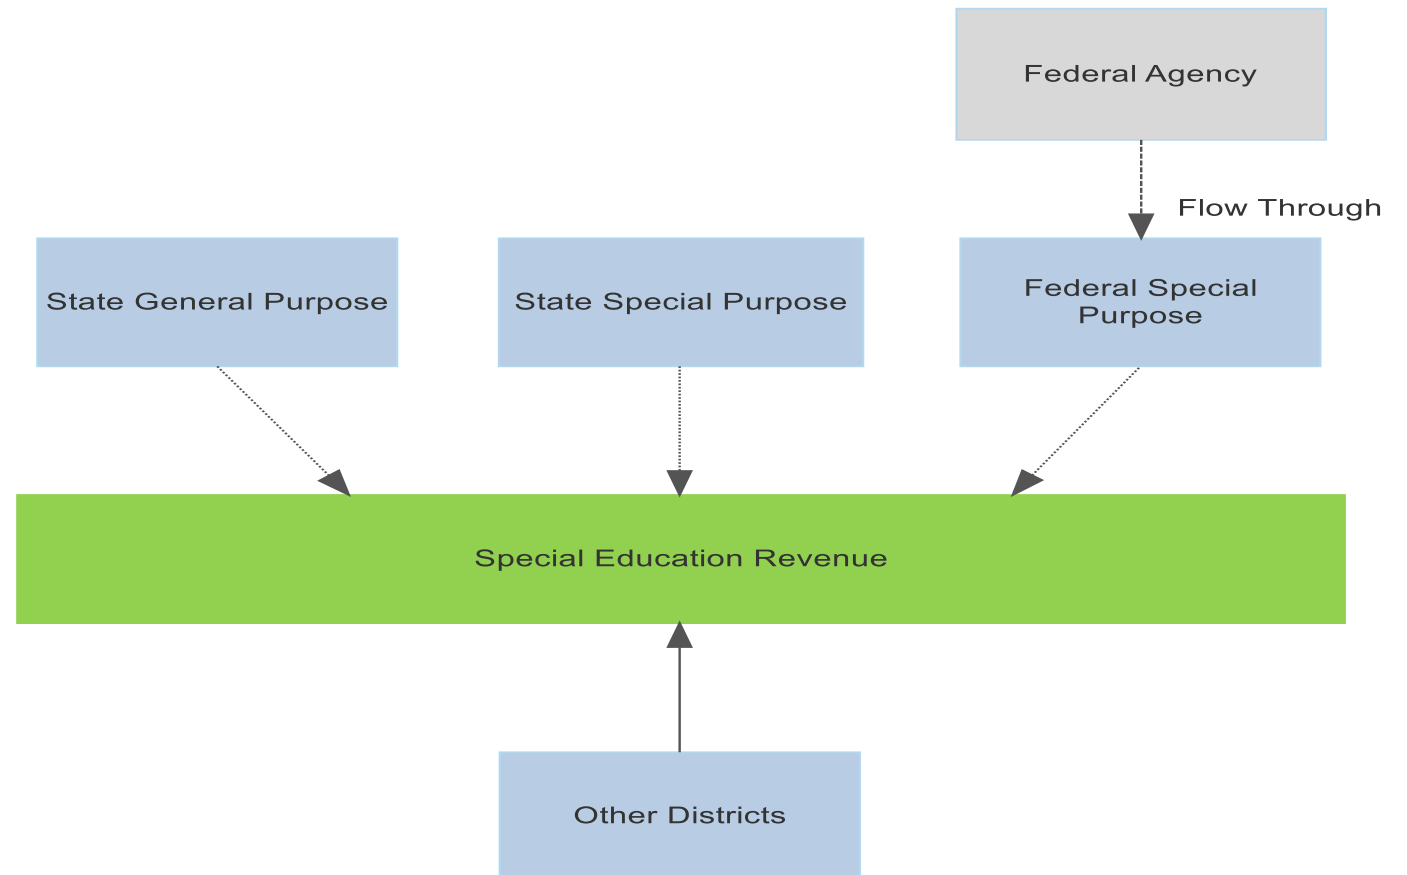 Federal Agency
Flow Through
State General Purpose
State Special Purpose
Federal Special
Purpose
Special Education Revenue
Other Districts